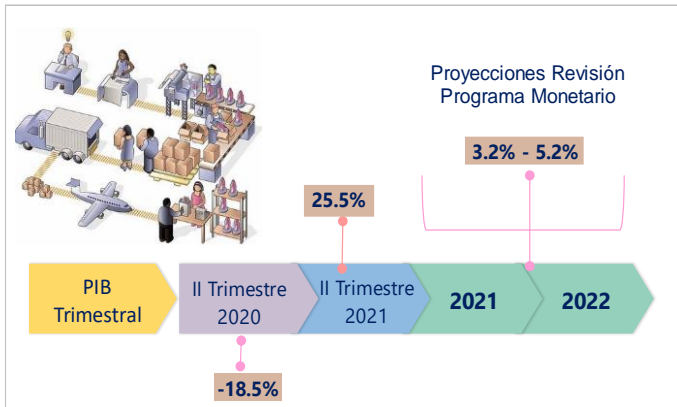 Proyecciones Revisión
Programa Monetario
3.2% - 5.2%
25.5%
PIB
Trimestral
II Trimestre
2020
II Trimestre
2021
2021
2022
-18.5%